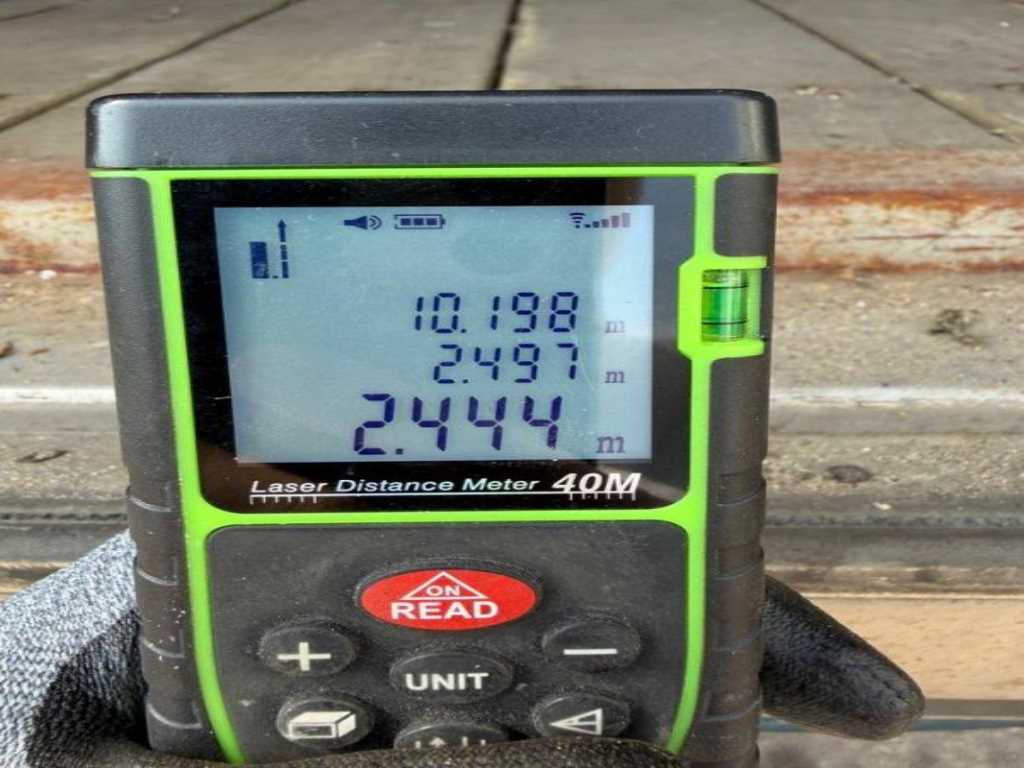 10.198 m
2.497 m
2.444 m
Laser Distance Meter 40M
ON
READ
+ −
UNIT